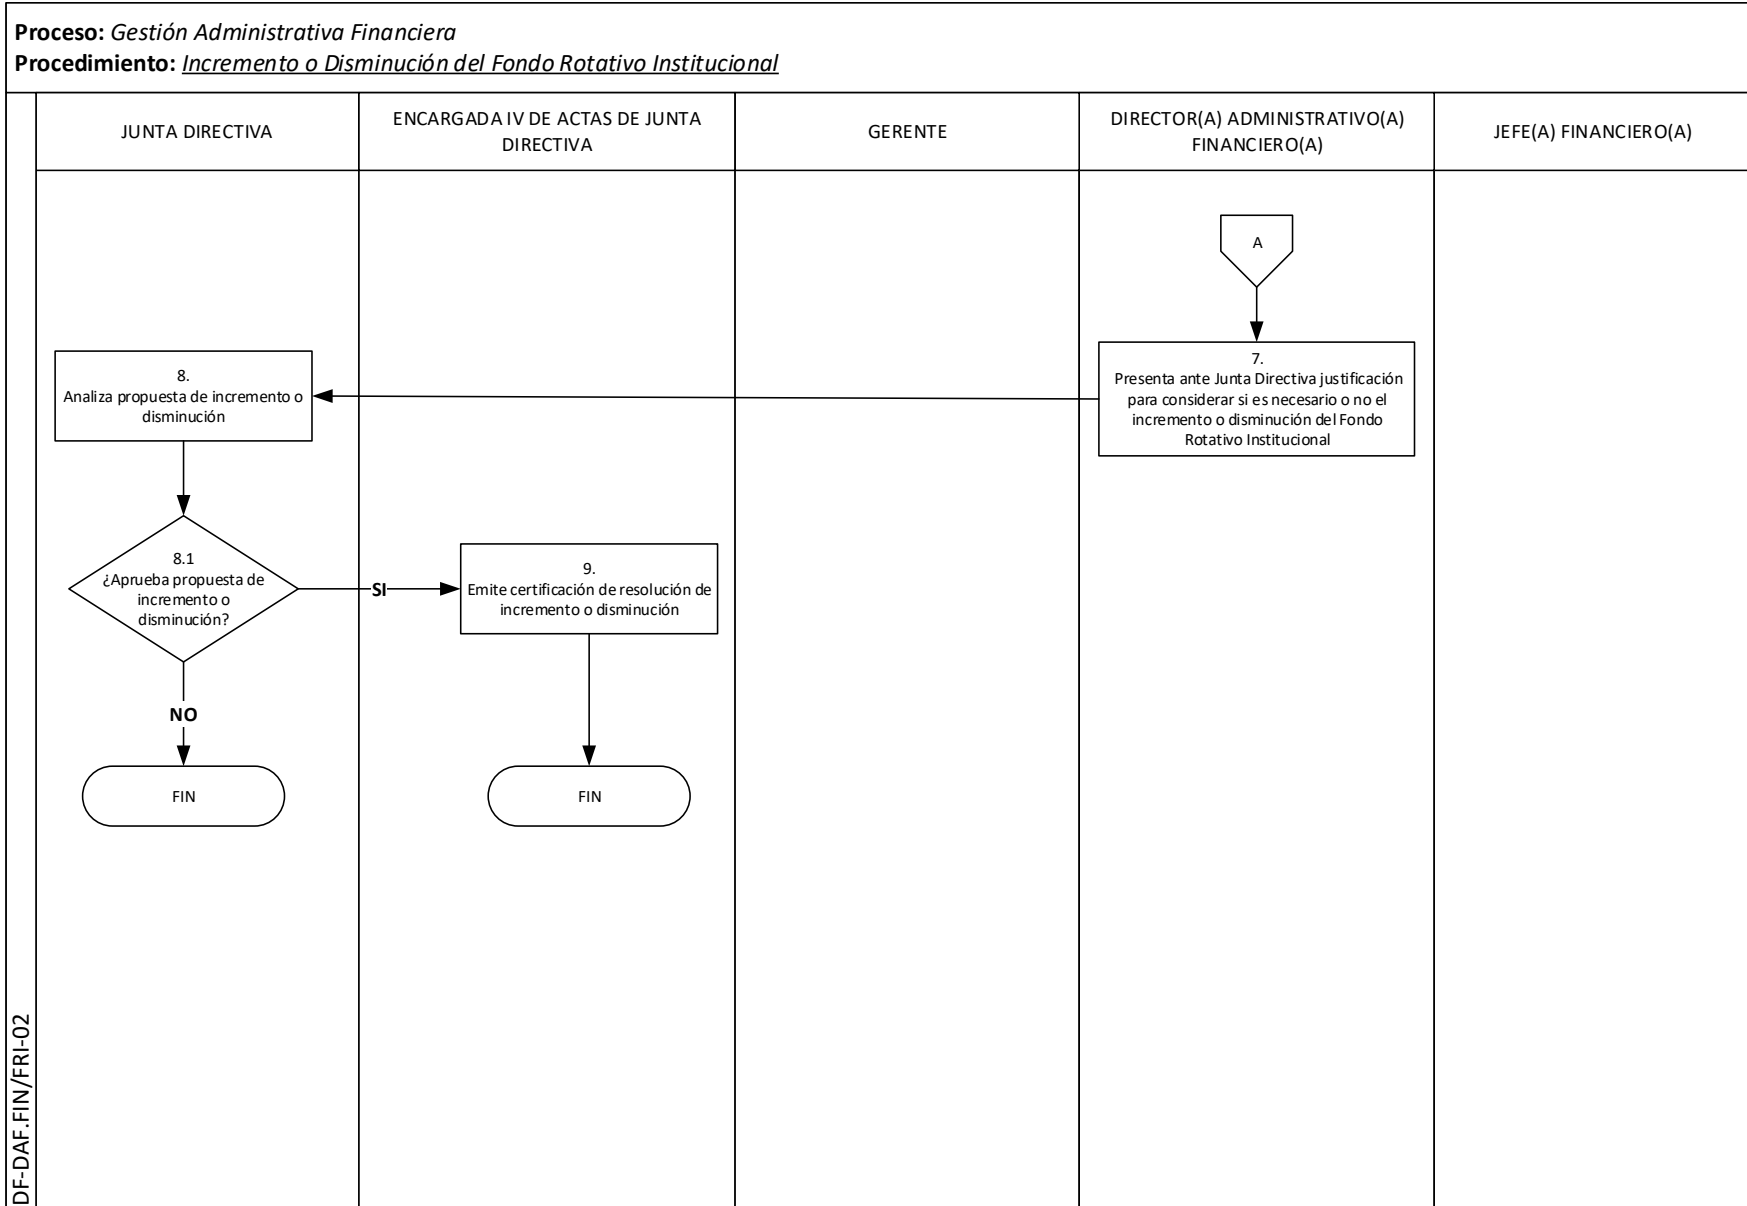 Proceso: Gestión Administrativa Financiera
Procedimiento: Incremento o Disminución del Fondo Rotativo Institucional
JUNTA DIRECTIVA
ENCARGADA IV DE ACTAS DE JUNTA
DIRECTIVA
GERENTE
DIRECTOR(A) ADMINISTRATIVO(A)
FINANCIERO(A)
JEFE(A) FINANCIERO(A)
A
7.
Presenta ante Junta Directiva justificación
para considerar si es necesario o no el
incremento o disminución del Fondo
Rotativo Institucional
8.
Analiza propuesta de incremento o
disminución
8.1
¿Aprueba propuesta de
incremento o
disminución?
SI
9.
Emite certificación de resolución de
incremento o disminución
NO
FIN
FIN
DF-DAF.FIN/FRI-02